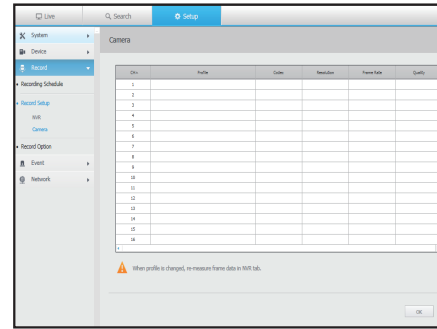 Live
Search
Setup
System
Device
Record
Recording Schedule
Record Setup
NVR
Camera
Record Option
Event
Network
Camera
CH Profile Codec Resolution Frame Rate Quality
1
2
3
4
5
6
7
8
9
10
11
12
13
14
15
16
When profile is changed, re-measure frame data in NVR tab.
OK